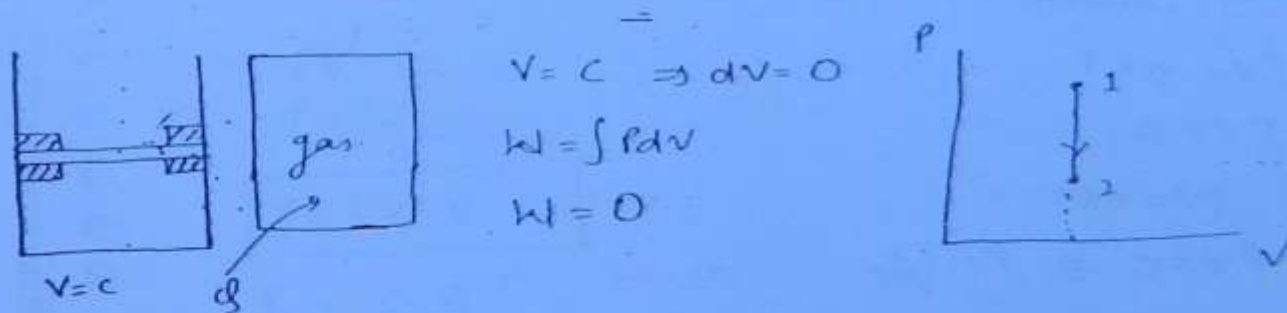 V = C ⇒ dV = 0
gas
W = ∫ PdV
W = 0
V = C
P
1
2
V